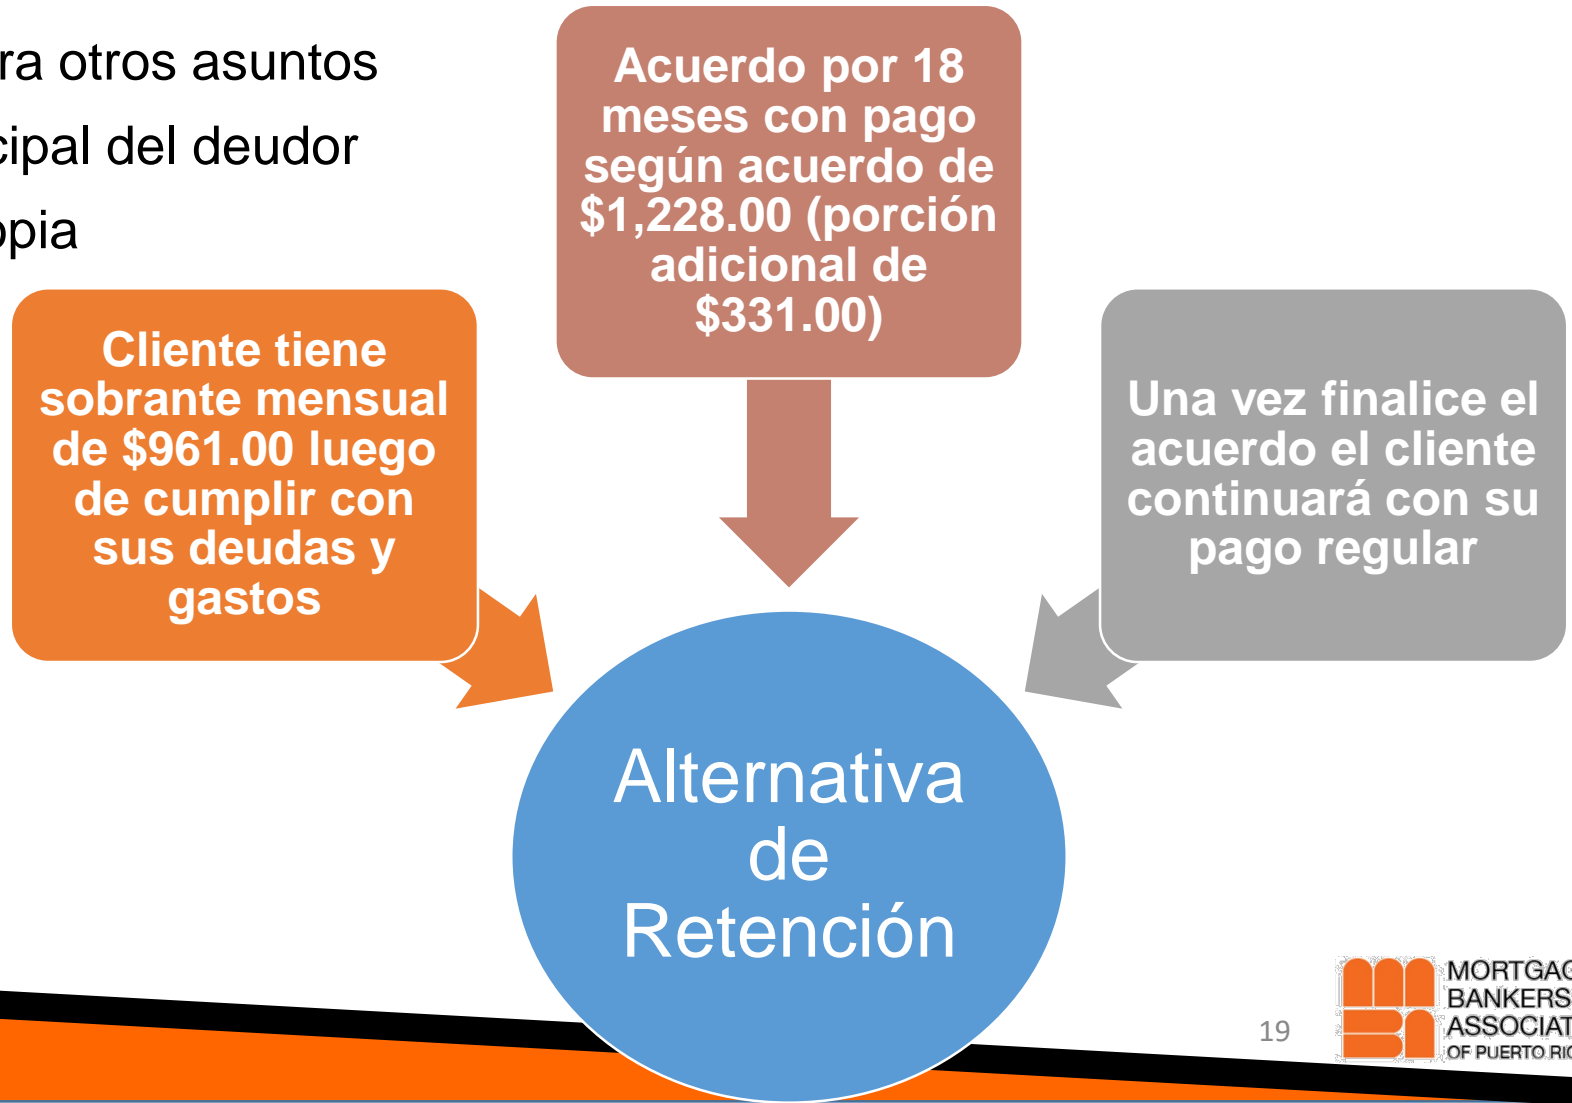 ra otros asuntos
cipal del deudor
opia
Acuerdo por 18
meses con pago
según acuerdo de
$1,228.00 (porción
adicional de
$331.00)
Cliente tiene
sobrante mensual
de $961.00 luego
de cumplir con
sus deudas y
gastos
Una vez finalice el
acuerdo el cliente
continuará con su
pago regular
Alternativa
de
Retención
19
MORTGAG
BANKERS
ASSOCIAT
OF PUERTO RIC